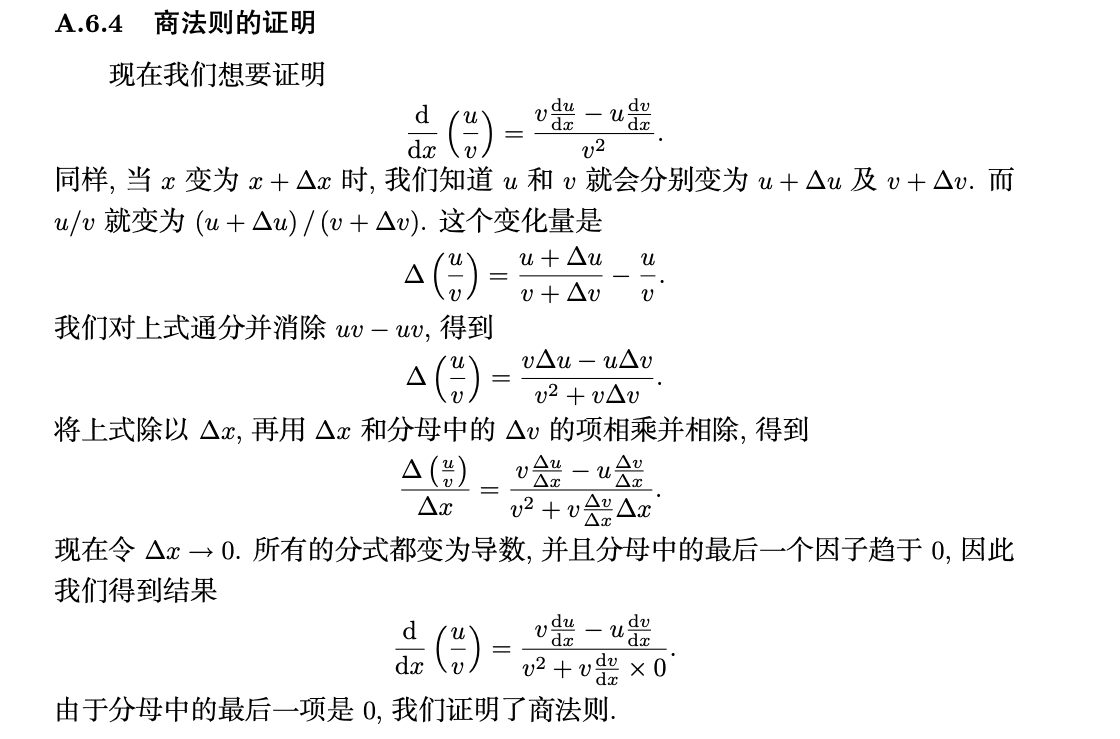 A.6.4 商法则的证明
现在我们想要证明
$\frac{\mathrm{d}}{\mathrm{d}x}\left(\frac{u}{v}\right) = \frac{v\frac{\mathrm{d}u}{\mathrm{d}x} - u\frac{\mathrm{d}v}{\mathrm{d}x}}{v^2}.$
同样, 当 x 变为 x + Δx 时, 我们知道 u 和 v 就会分别变为 u + Δu 及 v + Δv. 而
u/v 就变为 (u + Δu) / (v + Δv). 这个变化量是
$\Delta\left(\frac{u}{v}\right) = \frac{u + \Delta u}{v + \Delta v} - \frac{u}{v}.$
我们对上式通分并消除 uv − uv, 得到
$\Delta\left(\frac{u}{v}\right) = \frac{v\Delta u - u\Delta v}{v^2 + v\Delta v}.$
将上式除以 Δx, 再用 Δx 和分母中的 Δv 的项相乘并相除, 得到
$\frac{\Delta\left(\frac{u}{v}\right)}{\Delta x} = \frac{v\frac{\Delta u}{\Delta x} - u\frac{\Delta v}{\Delta x}}{v^2 + v\frac{\Delta v}{\Delta x}\Delta x}.$
现在令 Δx → 0. 所有的分式都变为导数, 并且分母中的最后一个因子趋于 0, 因此
我们得到结果
$\frac{\mathrm{d}}{\mathrm{d}x}\left(\frac{u}{v}\right) = \frac{v\frac{\mathrm{d}u}{\mathrm{d}x} - u\frac{\mathrm{d}v}{\mathrm{d}x}}{v^2 + v\frac{\mathrm{d}v}{\mathrm{d}x} \times 0}.$
由于分母中的最后一项是 0, 我们证明了商法则.